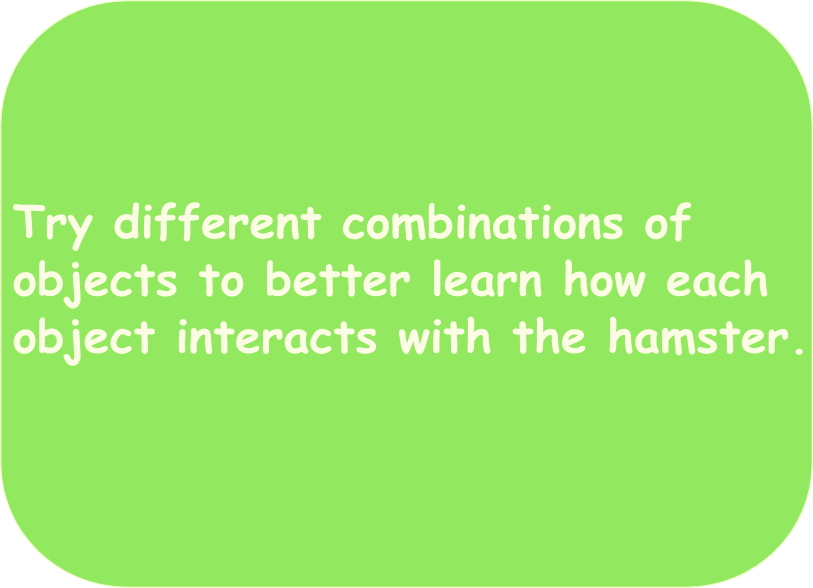 Try different combinations of
objects to better learn how each
object interacts with the hamster.